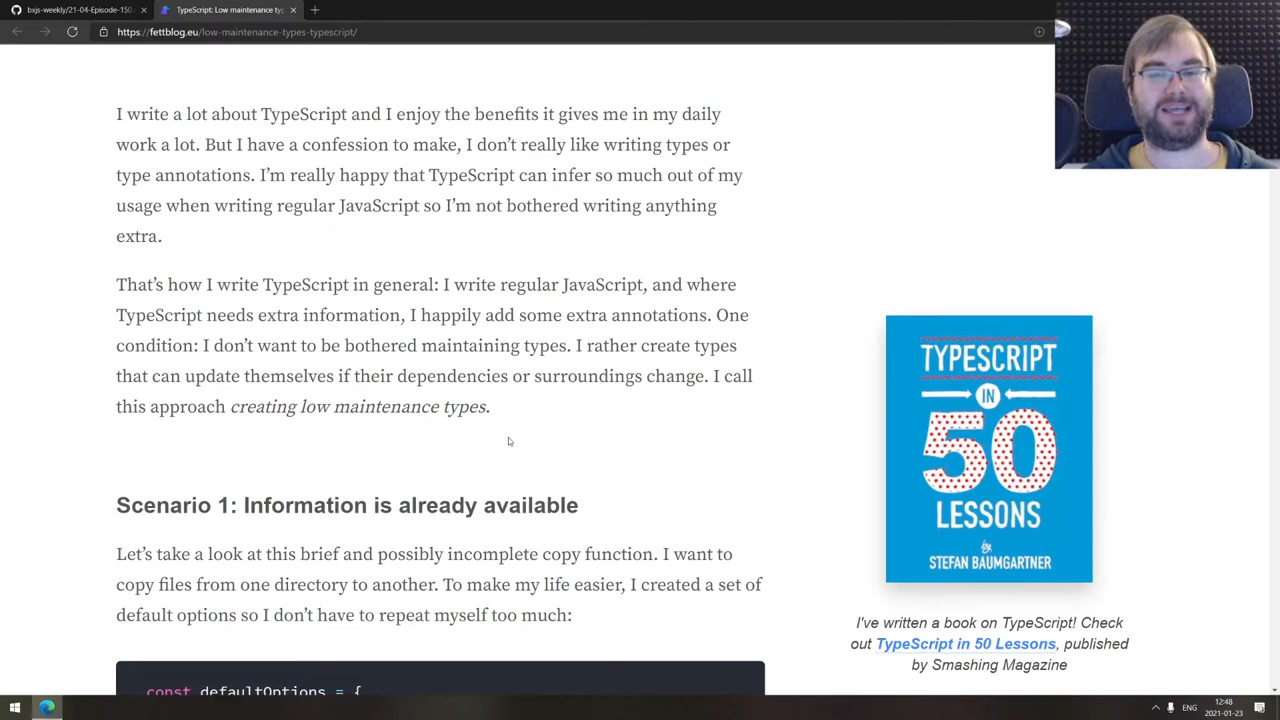 bxjs-weekly/21-04-Episode-150.
TypeScript: Low maintenance typ
https://fettblog.eu/low-maintenance-types-typescript/
I write a lot about TypeScript and I enjoy the benefits it gives me in my daily
work a lot. But I have a confession to make, I don’t really like writing types or
type annotations. I’m really happy that TypeScript can infer so much out of my
usage when writing regular JavaScript so I’m not bothered writing anything
extra.
That’s how I write TypeScript in general: I write regular JavaScript, and where
TypeScript needs extra information, I happily add some extra annotations. One
condition: I don’t want to be bothered maintaining types. I rather create types
that can update themselves if their dependencies or surroundings change. I call
this approach creating low maintenance types.
Scenario 1: Information is already available
Let’s take a look at this brief and possibly incomplete copy function. I want to
copy files from one directory to another. To make my life easier, I created a set of
default options so I don’t have to repeat myself too much:
const defaultOptions = {
TYPESCRIPT
IN
50
LESSONS
by
STEFAN BAUMGARTNER
I've written a book on TypeScript! Check
out TypeScript in 50 Lessons, published
by Smashing Magazine
ENG
12:48
2021-01-23